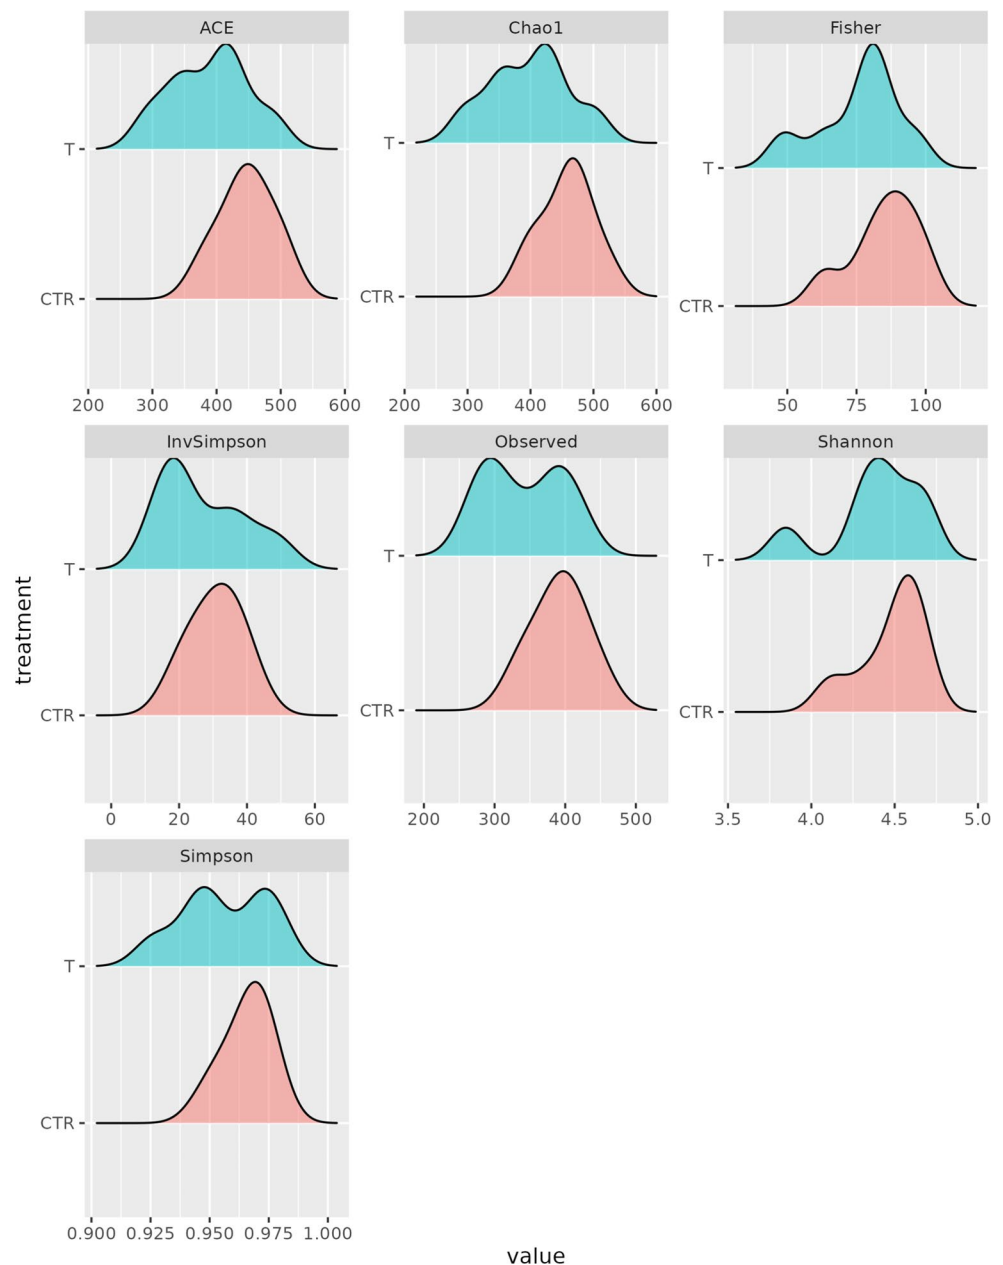 ACE Chao1 Fisher
T T T
CTR CTR CTR
200 300 400 500 600 200 300 400 500 600 50 75 100
InvSimpson Observed Shannon
T T T
treatment
CTR CTR CTR
0 20 40 60 200 300 400 500 3.5 4.0 4.5 5.0
Simpson
T
CTR
0.900 0.925 0.950 0.975 1.000
value